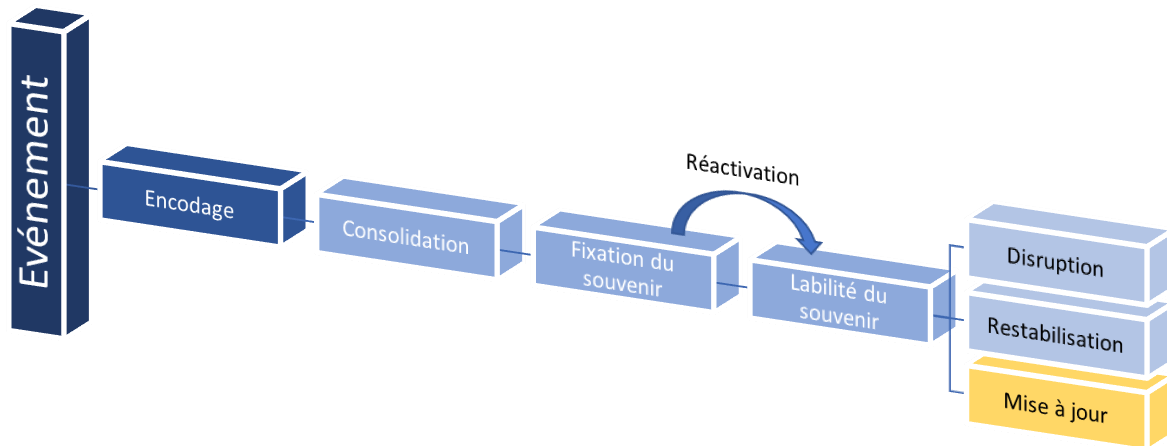 Evénement
Encodage
Consolidation
Fixation du
souvenir
Réactivation
Labilité du
souvenir
Disruption
Restabilisation
Mise à jour